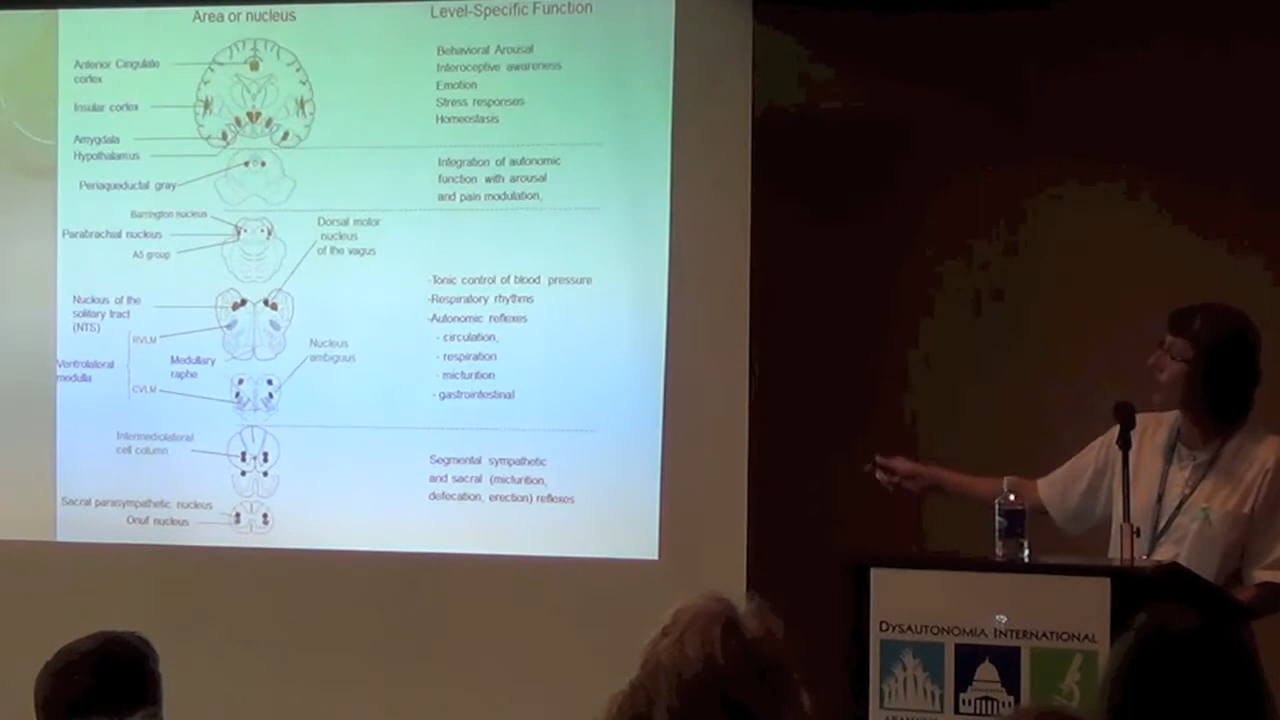 Area or nucleus
Level-Specific Function
Anterior Cingulate
cortex
Insular cortex
Amygdala
Hypothalamus
Behavioral Arousal
Interoceptive awareness
Emotion
Stress responses
Homeostasis
Periaqueductal gray
Integration of autonomic
function with arousal
and pain modulation,
Barrington nucleus
Parabrachial nucleus
A5 group
Dorsal motor
nucleus
of the vagus
Nucleus of the
solitary tract
(NTS)
RVLM
Ventrolateral
medulla
CVLM
Medullary
raphe
Nucleus
ambiguus
-Tonic control of blood pressure
-Respiratory rhythms
-Autonomic reflexes
- circulation,
- respiration
- micturition
- gastrointestinal
Intermediolateral
cell column
Sacral parasympathetic nucleus
Onuf nucleus
Segmental sympathetic
and sacral (micturition,
defecation, erection) reflexes
DYSAUTONOMIA INTERNATIONAL